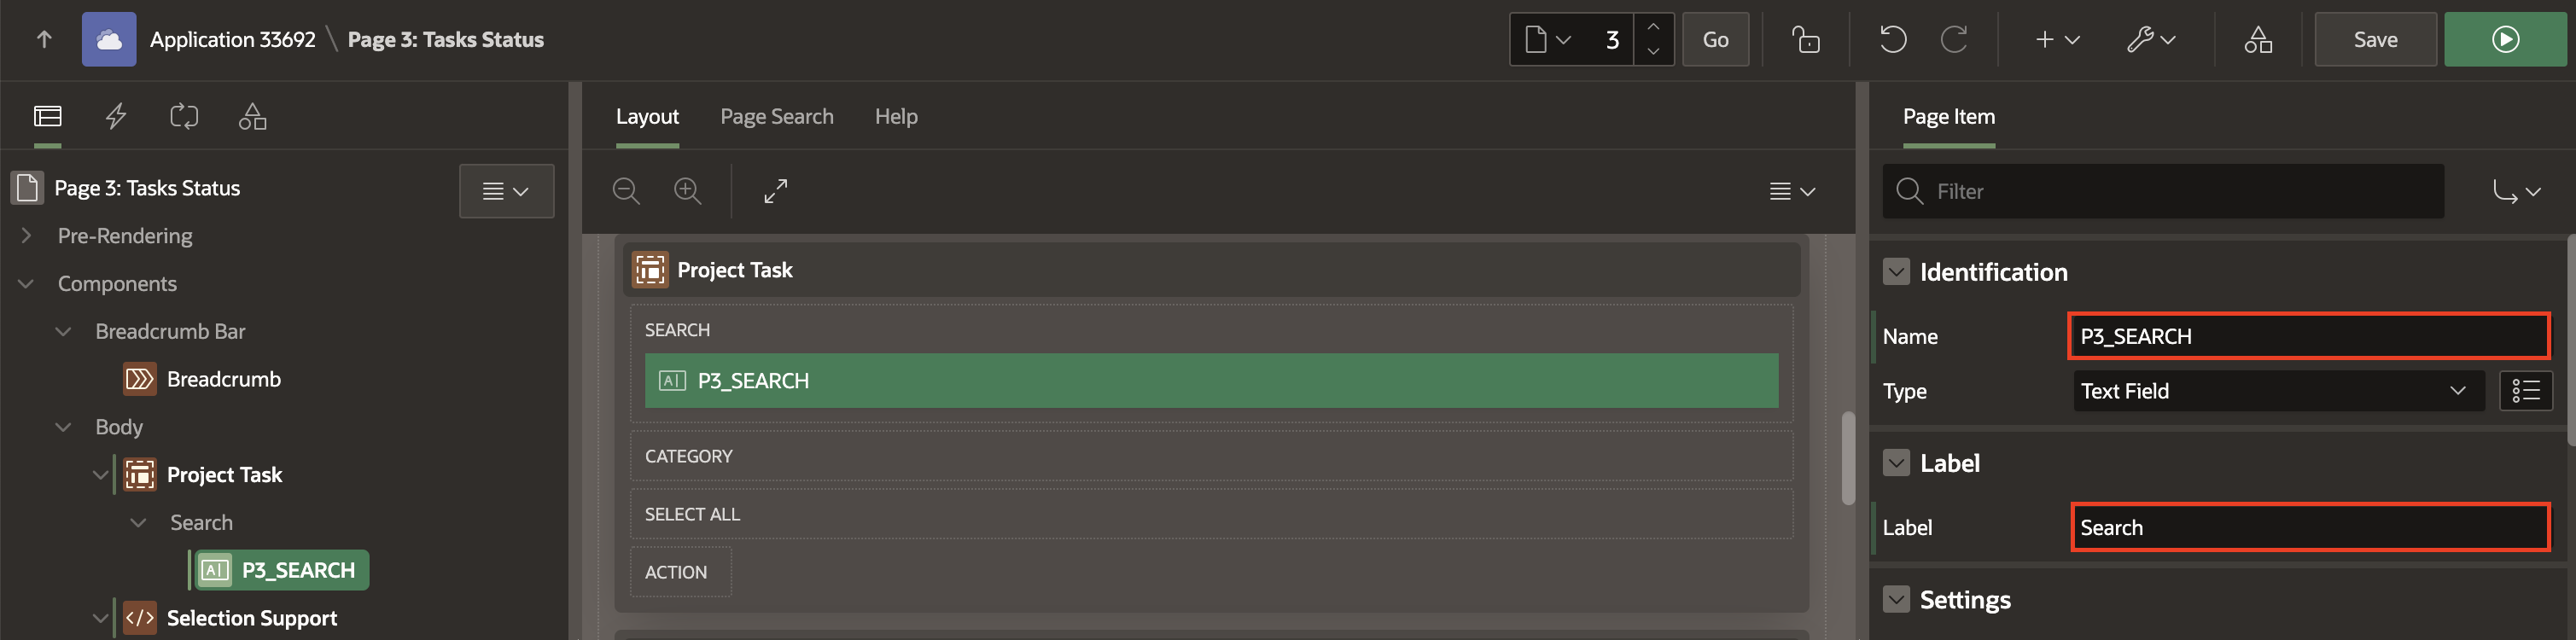 Application 33692 \ Page 3: Tasks Status
3
Go
Save
Page 3: Tasks Status
Pre-Rendering
Components
Breadcrumb Bar
Breadcrumb
Body
Project Task
Search
A| P3_SEARCH
</> Selection Support
Layout
Page Search
Help
Project Task
SEARCH
A| P3_SEARCH
CATEGORY
SELECT ALL
ACTION
Page Item
Filter
Identification
Name P3_SEARCH
Type Text Field
Label
Label Search
Settings